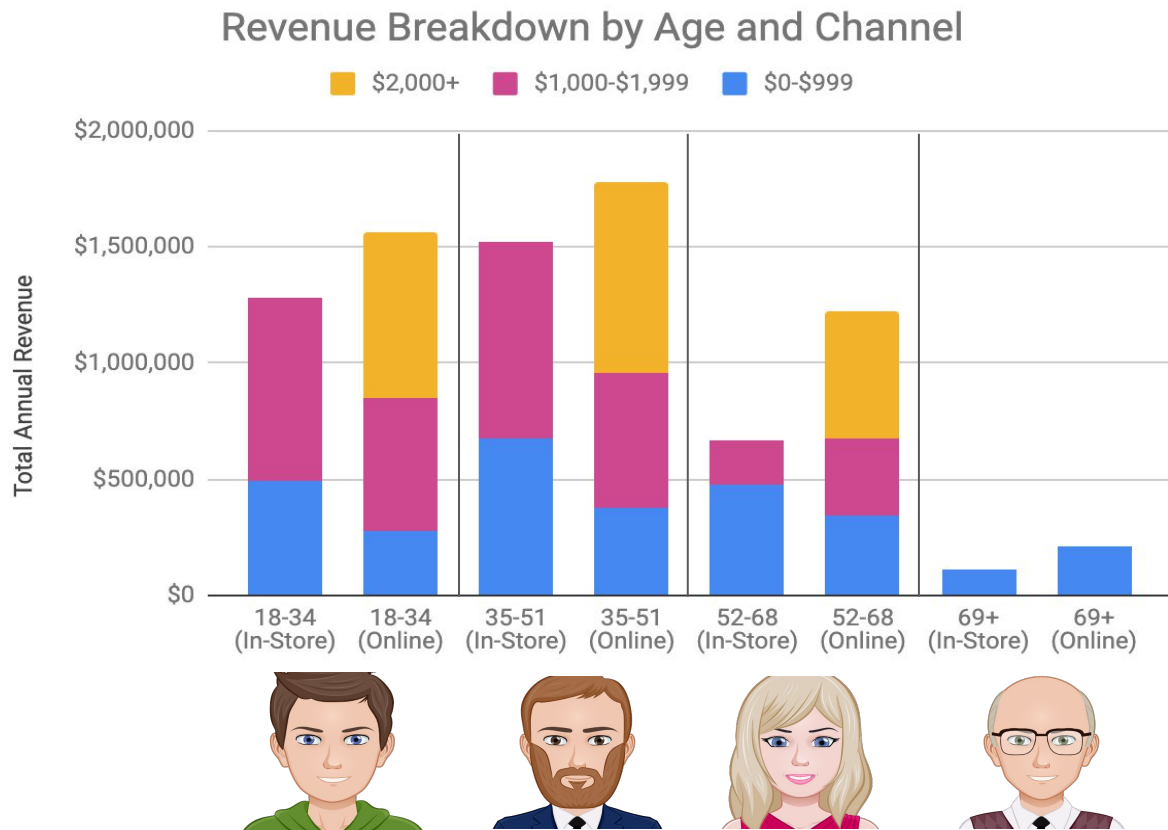 Revenue Breakdown by Age and Channel
$2,000+ $1,000-$1,999 $0-$999
Total Annual Revenue
$2,000,000
$1,500,000
$1,000,000
$500,000
$0
18-34 18-34 35-51 35-51 52-68 52-68 69+ 69+
(In-Store) (Online) (In-Store) (Online) (In-Store) (Online) (In-Store) (Online)